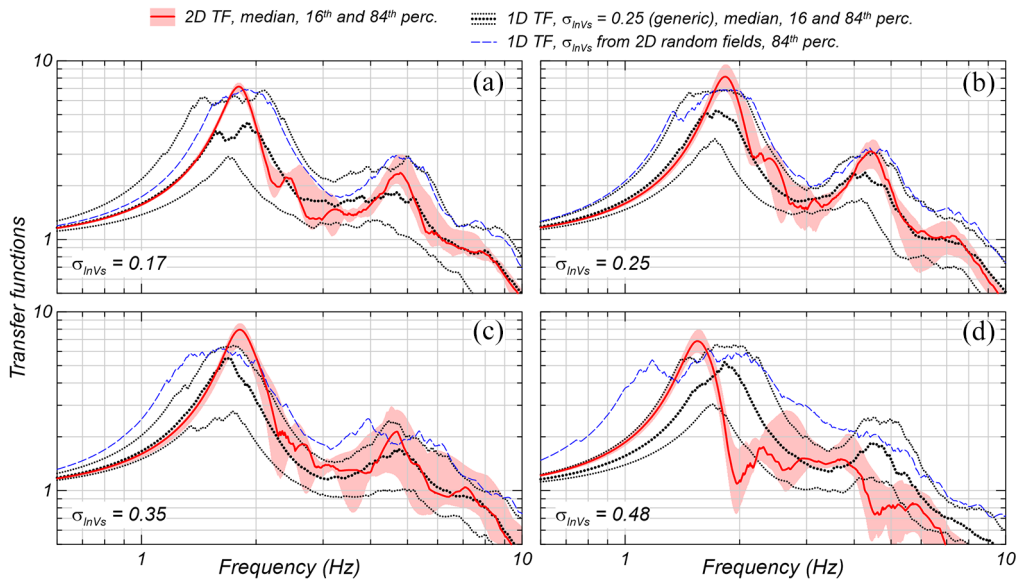 2D TF, median, 16th and 84th perc.
1D TF, σlnVs = 0.25 (generic), median, 16 and 84th perc.
1D TF, σlnVs from 2D random fields, 84th perc.
10
(a)
(b)
1
σlnVs = 0.17
σlnVs = 0.25
Transfer functions
10
(c)
(d)
1
σlnVs = 0.35
σlnVs = 0.48
1
10
1
10
Frequency (Hz)
Frequency (Hz)